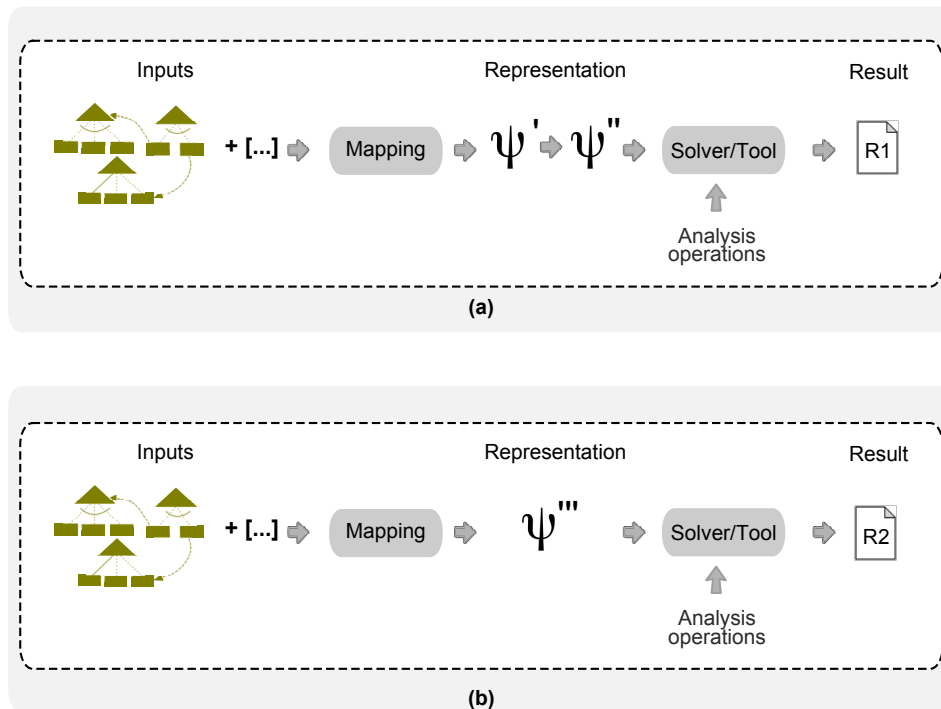 Inputs
Representation
Result
+ [...]
Mapping
ψ' ψ''
Solver/Tool
R1
Analysis
operations
(a)
Inputs
Representation
Result
+ [...]
Mapping
ψ'''
Solver/Tool
R2
Analysis
operations
(b)